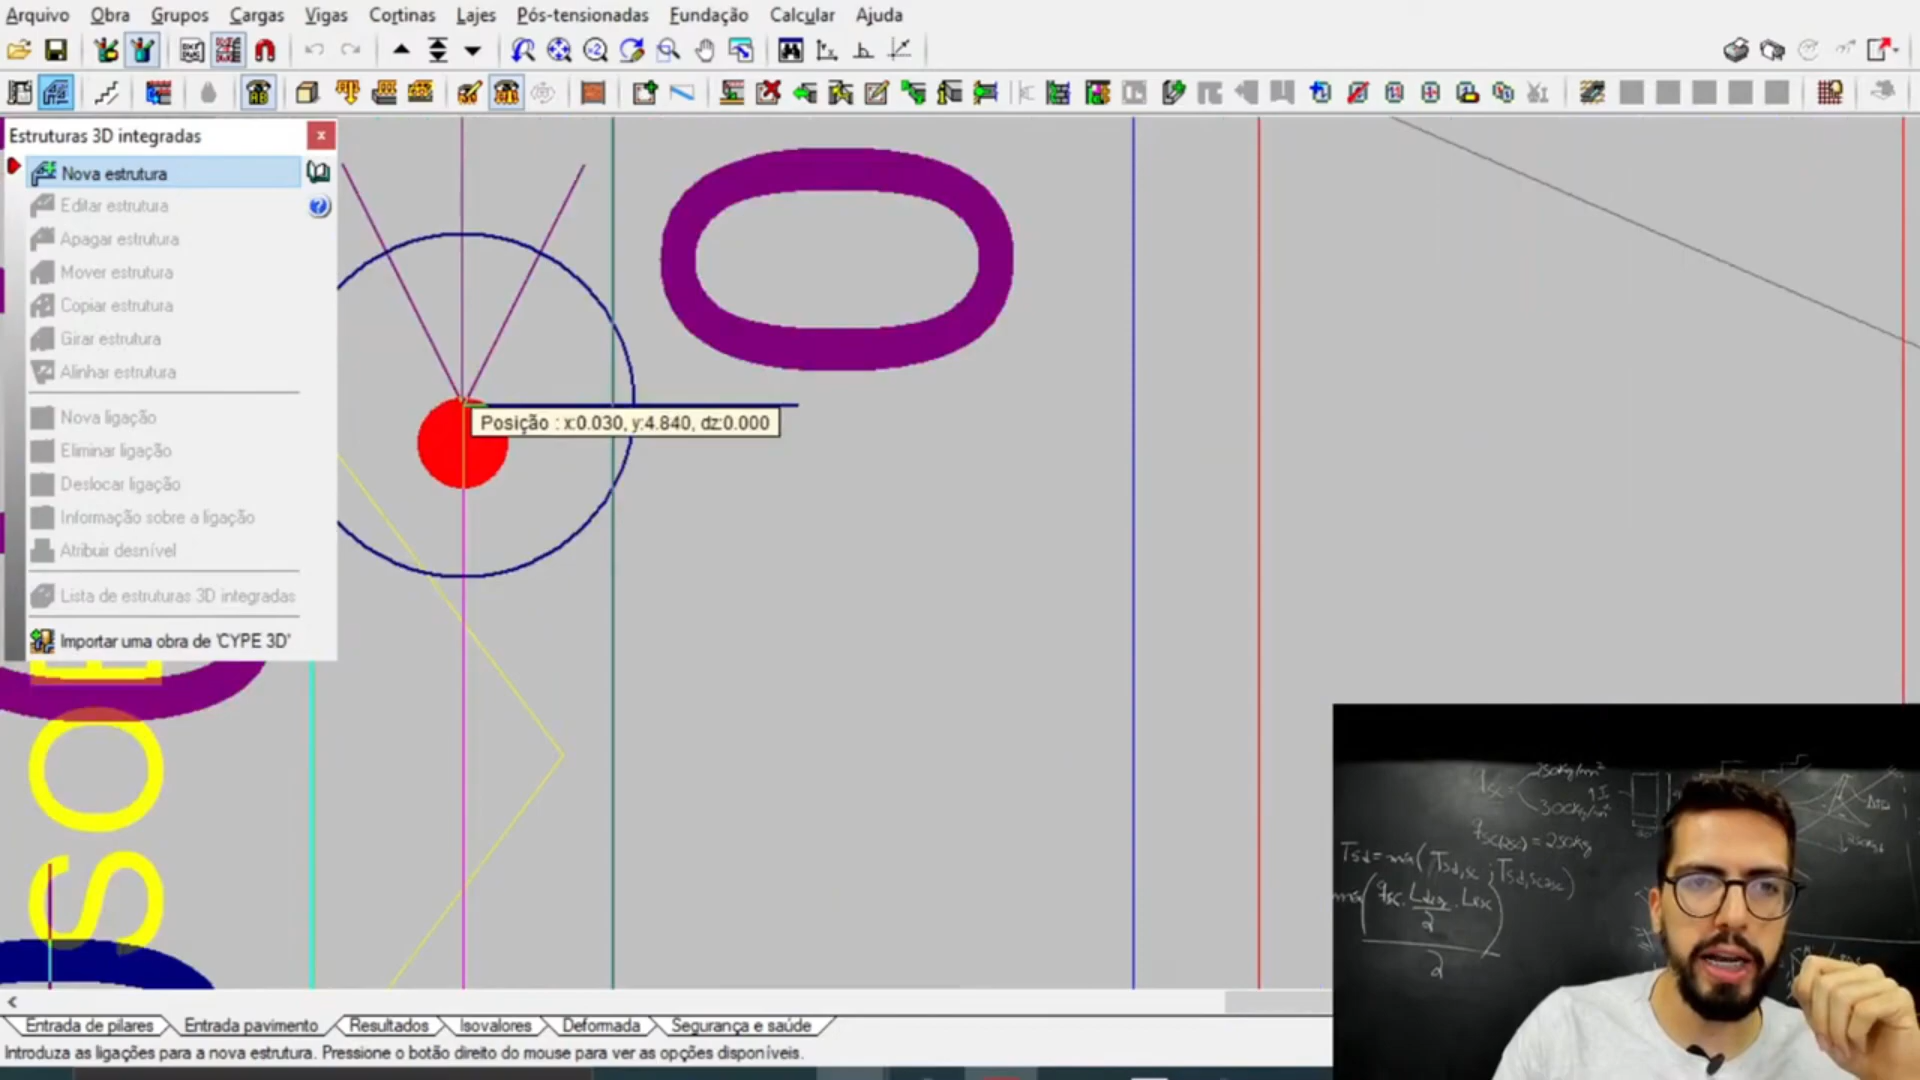 Arquivo Obra Grupos Cargas Vigas Cortinas Lajes Pós-tensionadas Fundação Calcular Ajuda
Estruturas 3D integradas
Nova estrutura
Editar estrutura
Apagar estrutura
Mover estrutura
Copiar estrutura
Girar estrutura
Alinhar estrutura
Nova ligação
Eliminar ligação
Deslocar ligação
Informação sobre a ligação
Atribuir desnível
Lista de estruturas 3D integradas
Importar uma obra de 'CYPE 3D'
Posição : x:0.030, y:4.840, dz:0.000
Entrada de pilares Entrada pavimento Resultados Isovalores Deformada Segurança e saúde
Introduza as ligações para a nova estrutura. Pressione o botão direito do mouse para ver as opções disponíveis.
250kg/m²
300kg/m²